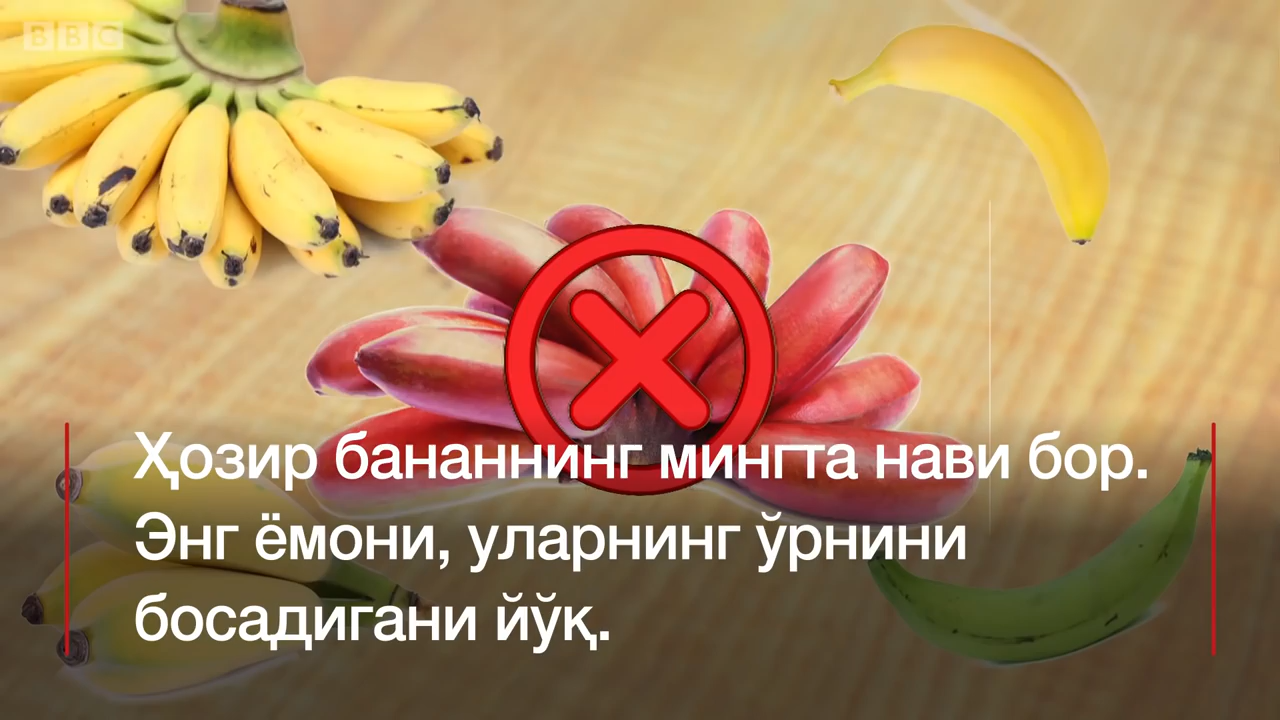 BBC
Ҳозир бананнинг мингта нави бор.
Энг ёмони, уларнинг ўрнини
босадигани йўқ.